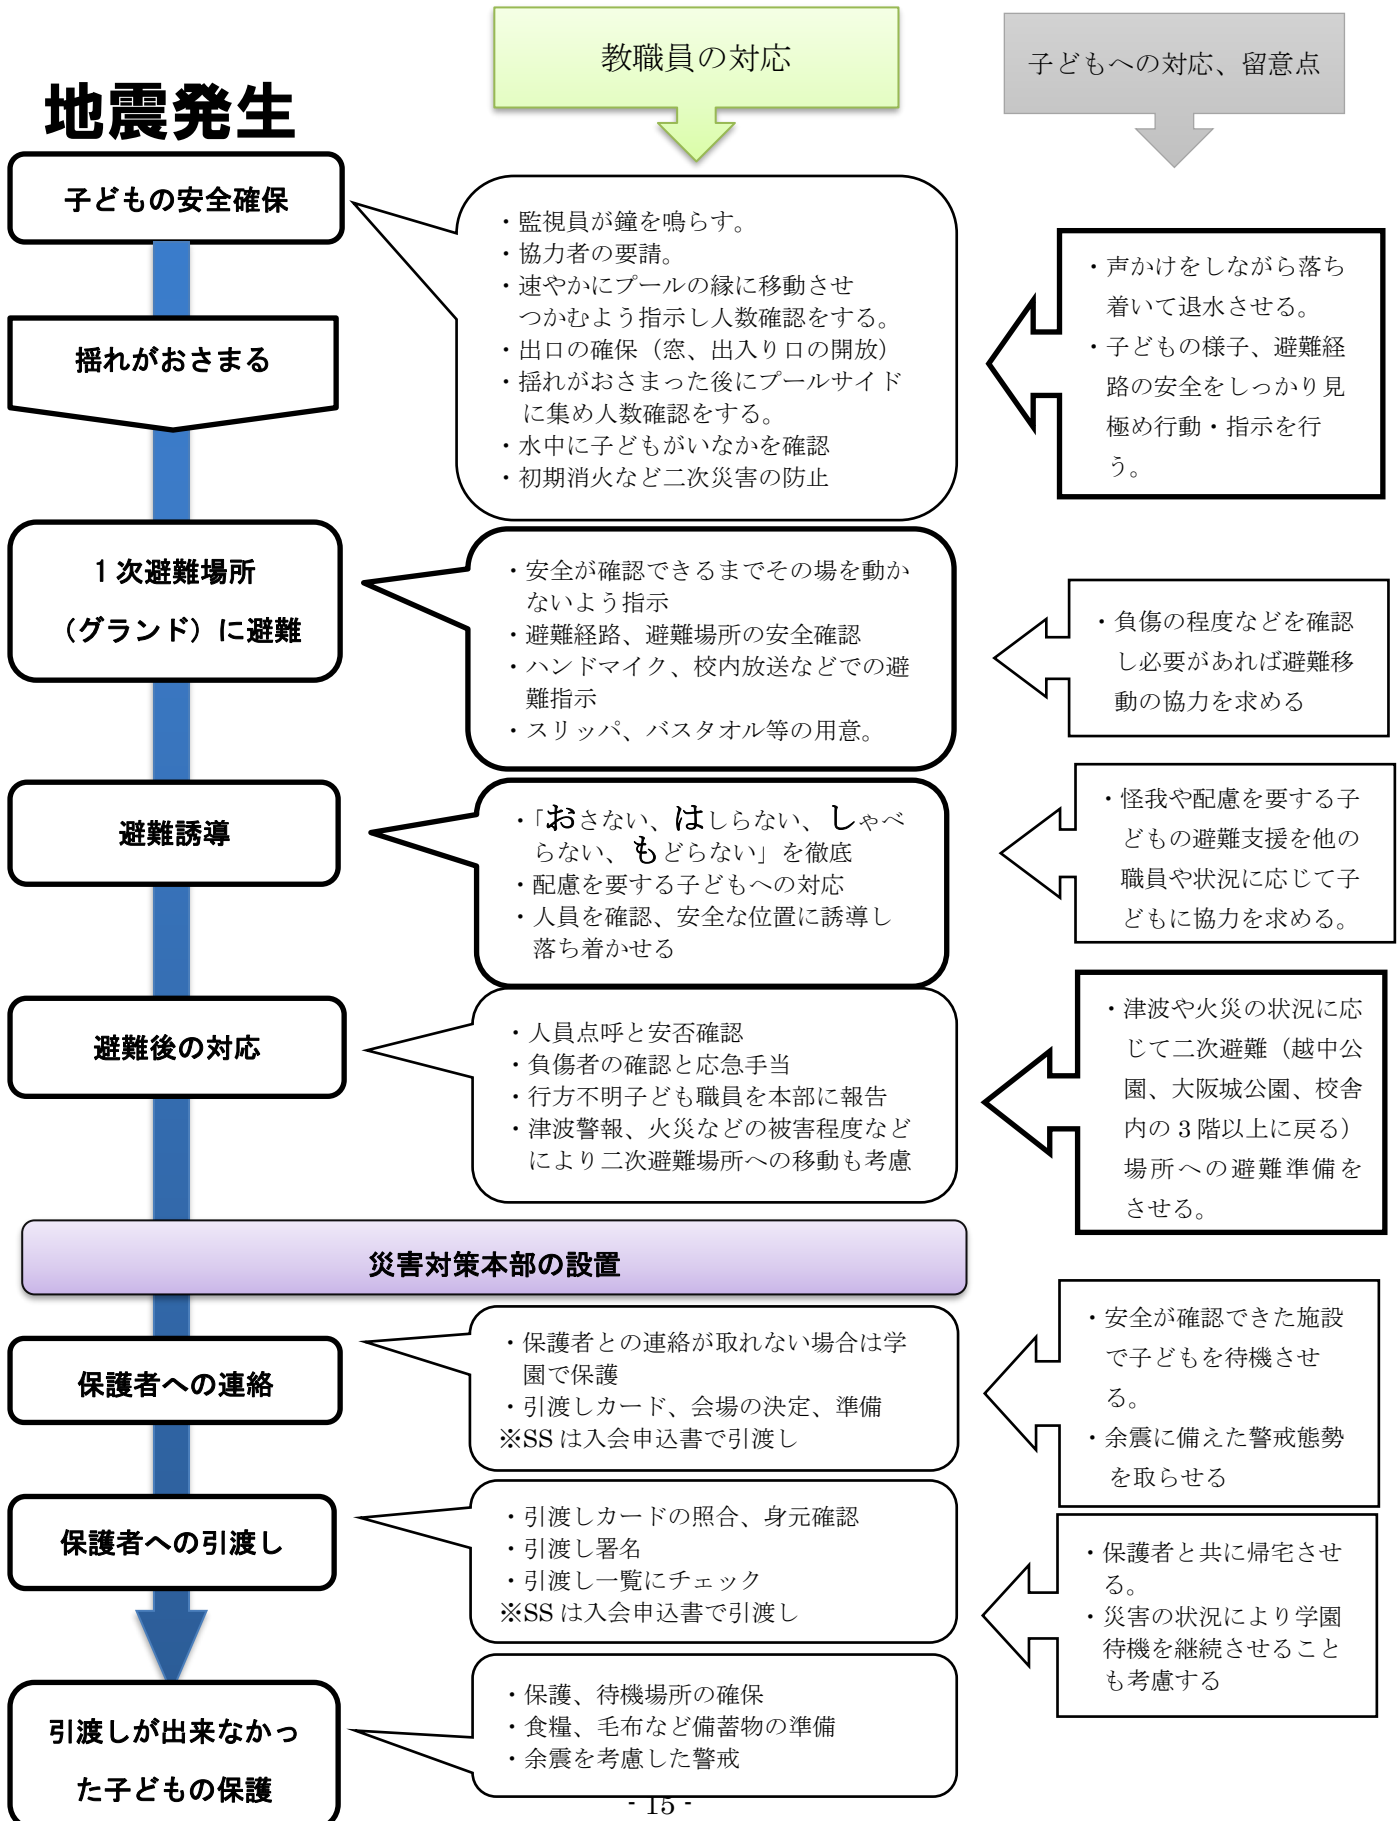 教職員の対応
子どもへの対応、留意点
地震発生
子どもの安全確保
・監視員が鐘を鳴らす。
・協力者の要請。
・速やかにプールの縁に移動させ
つかむよう指示し人数確認をする。
・出口の確保（窓、出入り口の開放）
・揺れがおさまった後にプールサイド
に集め人数確認をする。
・水中に子どもがいなかを確認
・初期消火など二次災害の防止
・声かけをしながら落ち
着いて退水させる。
・子どもの様子、避難経
路の安全をしっかり見
極め行動・指示を行
う。
揺れがおさまる
１次避難場所
（グランド）に避難
・安全が確認できるまでその場を動か
ないよう指示
・避難経路、避難場所の安全確認
・ハンドマイク、校内放送などでの避
難指示
・スリッパ、バスタオル等の用意。
・負傷の程度などを確認
し必要があれば避難移
動の協力を求める
避難誘導
・「おさない、はしらない、しゃべ
らない、もどらない」を徹底
・配慮を要する子どもへの対応
・人員を確認、安全な位置に誘導し
落ち着かせる
・怪我や配慮を要する子
どもの避難支援を他の
職員や状況に応じて子
どもに協力を求める。
避難後の対応
・人員点呼と安否確認
・負傷者の確認と応急手当
・行方不明子ども職員を本部に報告
・津波警報、火災などの被害程度など
により二次避難場所への移動も考慮
・津波や火災の状況に応
じて二次避難（越中公
園、大阪城公園、校舎
内の 3 階以上に戻る）
場所への避難準備を
させる。
災害対策本部の設置
保護者への連絡
・保護者との連絡が取れない場合は学
園で保護
・引渡しカード、会場の決定、準備
※SS は入会申込書で引渡し
・安全が確認できた施設
で子どもを待機させ
る。
・余震に備えた警戒態勢
を取らせる
保護者への引渡し
・引渡しカードの照合、身元確認
・引渡し署名
・引渡し一覧にチェック
※SS は入会申込書で引渡し
・保護者と共に帰宅させ
る。
・災害の状況により学園
待機を継続させること
も考慮する
引渡しが出来なかっ
た子どもの保護
・保護、待機場所の確保
・食糧、毛布など備蓄物の準備
・余震を考慮した警戒
- 15 -